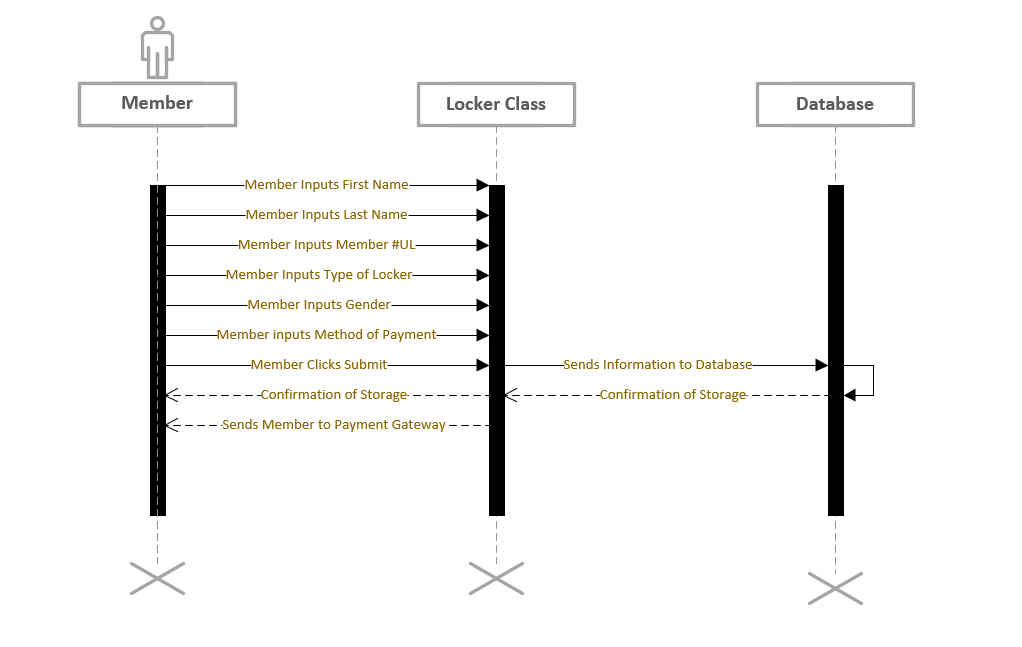 Member
Locker Class
Database
Member Inputs First Name
Member Inputs Last Name
Member Inputs Member #UL
Member Inputs Type of Locker
Member Inputs Gender
Member inputs Method of Payment
Member Clicks Submit
Sends Information to Database
Confirmation of Storage
Confirmation of Storage
Sends Member to Payment Gateway